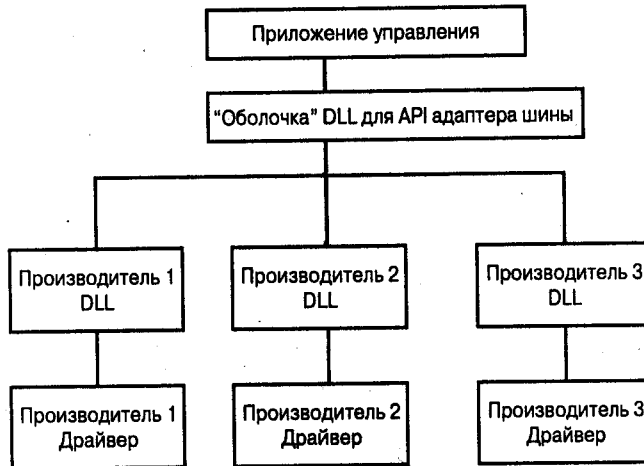 Приложение управления
“Оболочка” DLL для API адаптера шины
Производитель 1
DLL
Производитель 2
DLL
Производитель 3
DLL
Производитель 1
Драйвер
Производитель 2
Драйвер
Производитель 3
Драйвер